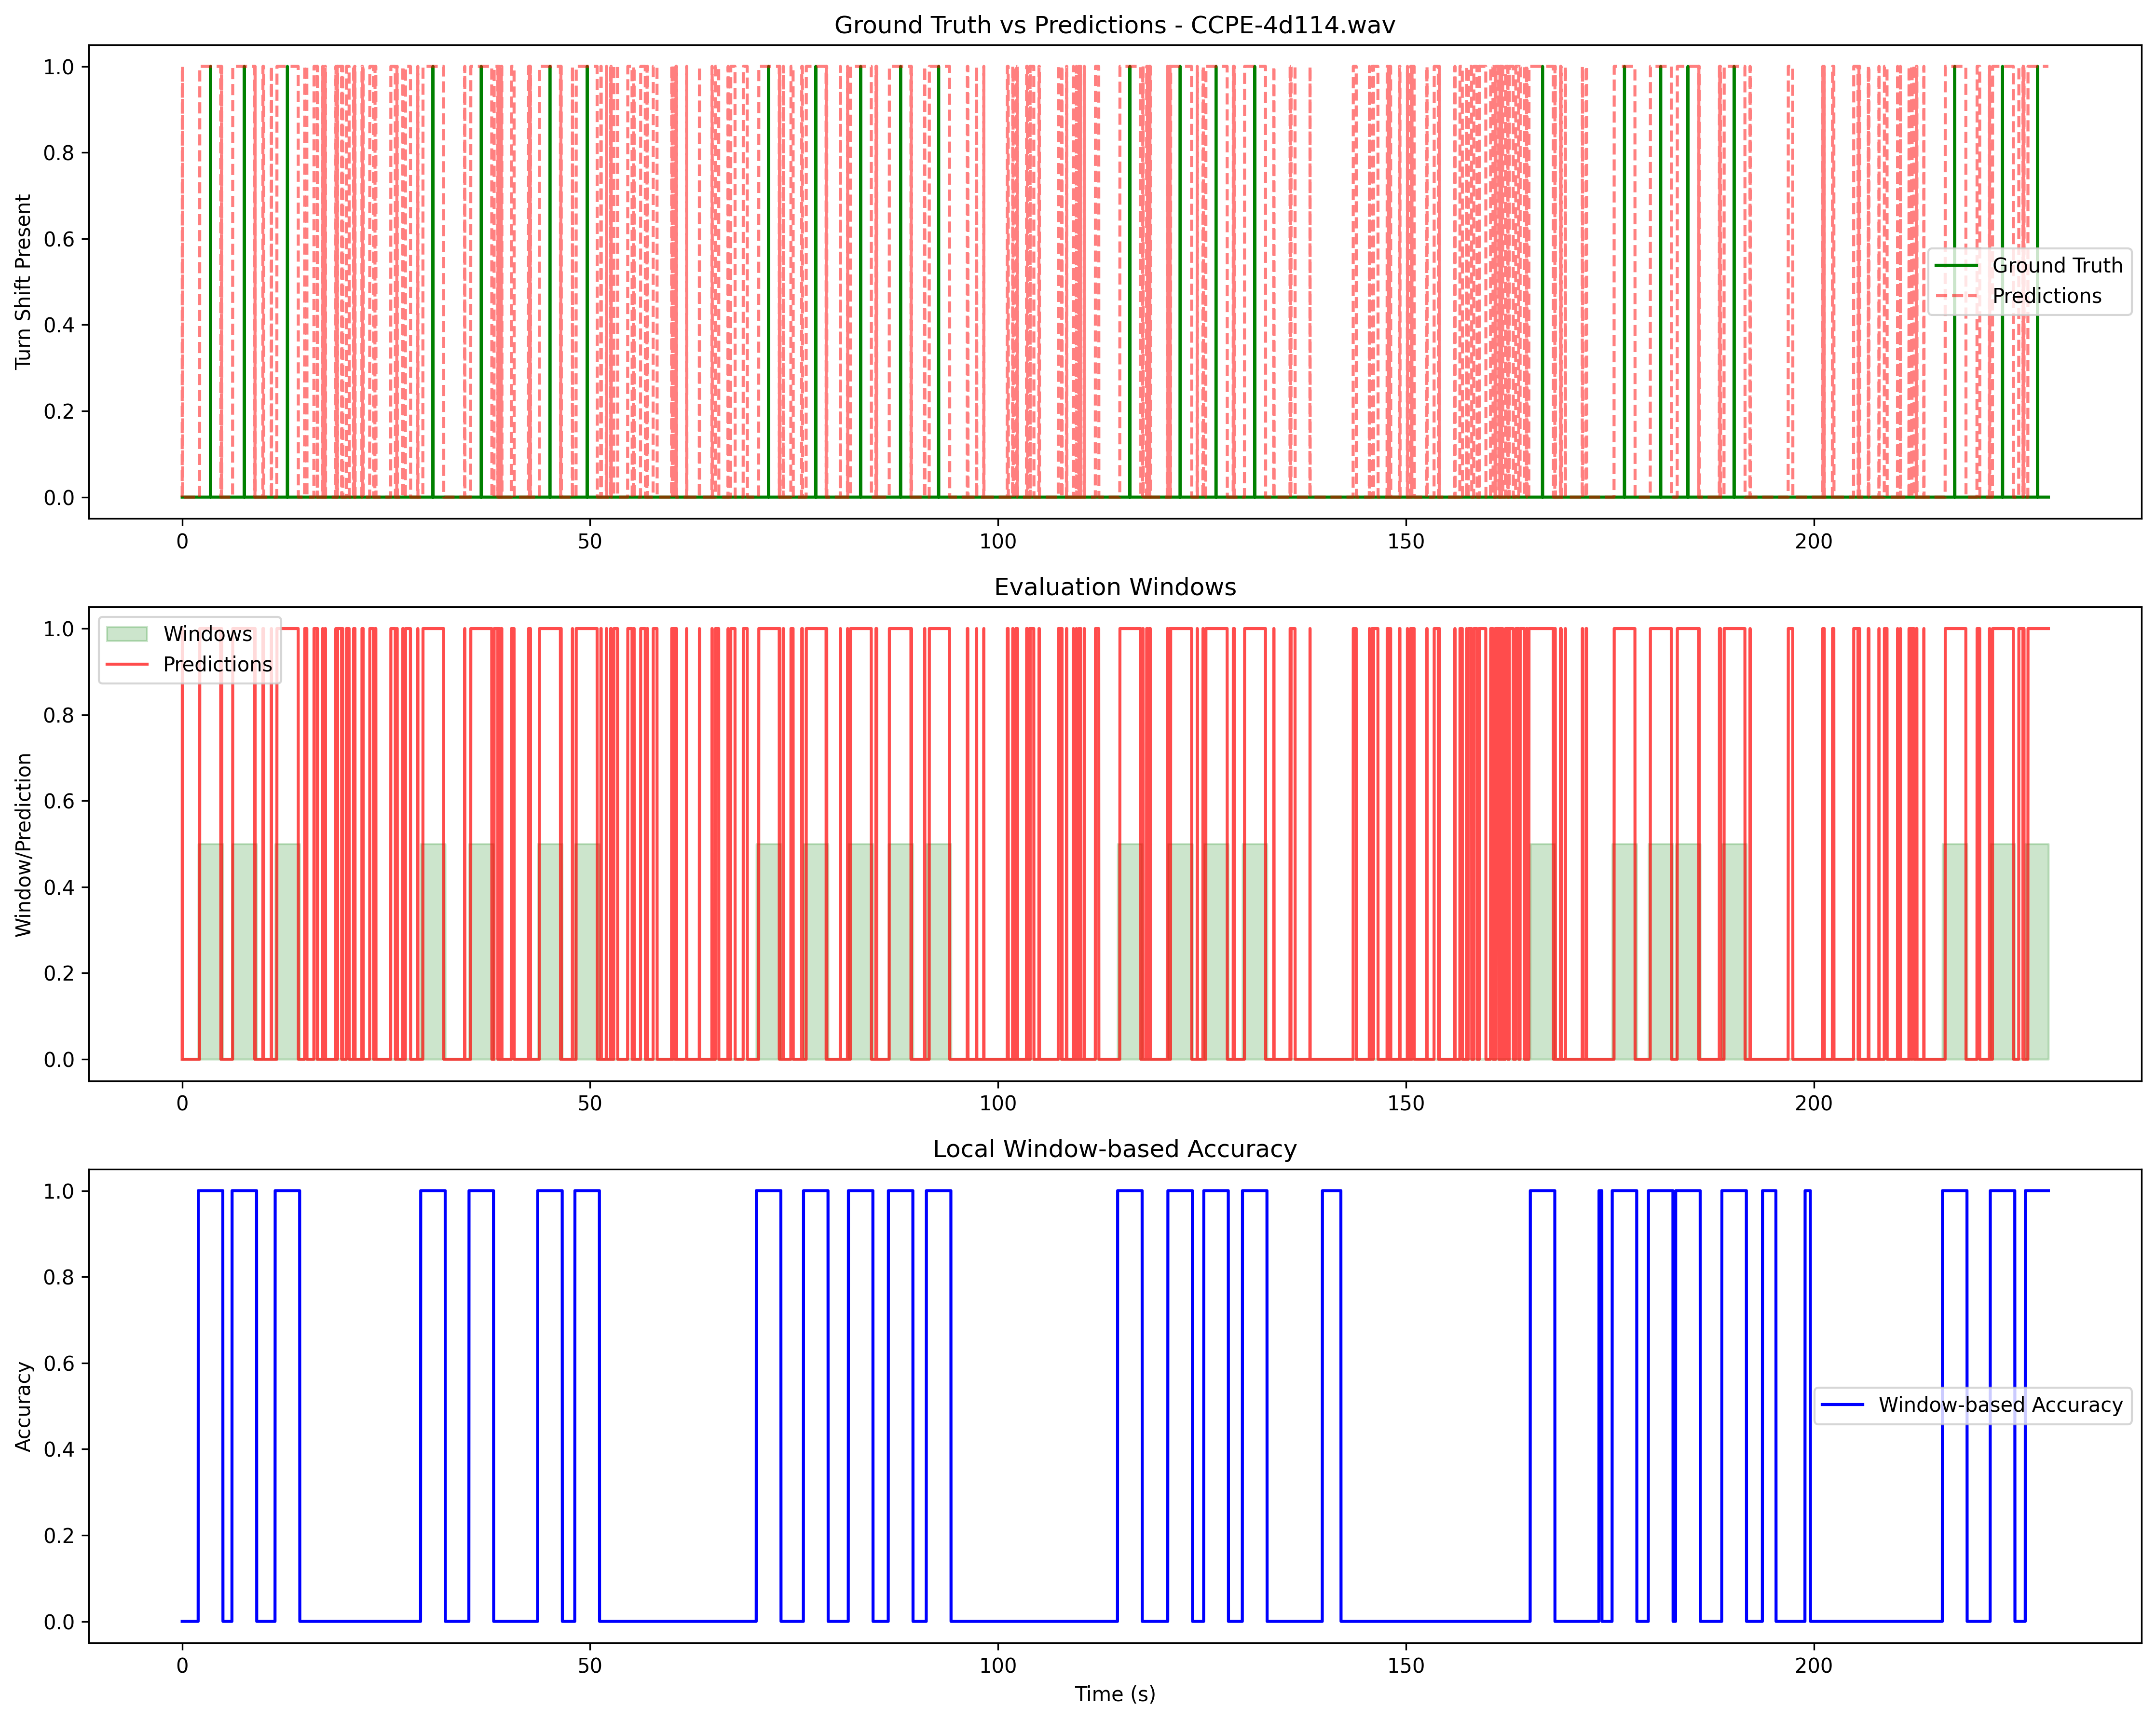 Ground Truth vs Predictions - CCPE-4d114.wav
1.0
0.8
0.6
0.4
0.2
0.0
Turn Shift Present
Ground Truth
Predictions
0
50
100
150
200
Evaluation Windows
1.0
0.8
0.6
0.4
0.2
0.0
Window/Prediction
Windows
Predictions
0
50
100
150
200
Local Window-based Accuracy
1.0
0.8
0.6
0.4
0.2
0.0
Accuracy
Window-based Accuracy
0
50
100
150
200
Time (s)